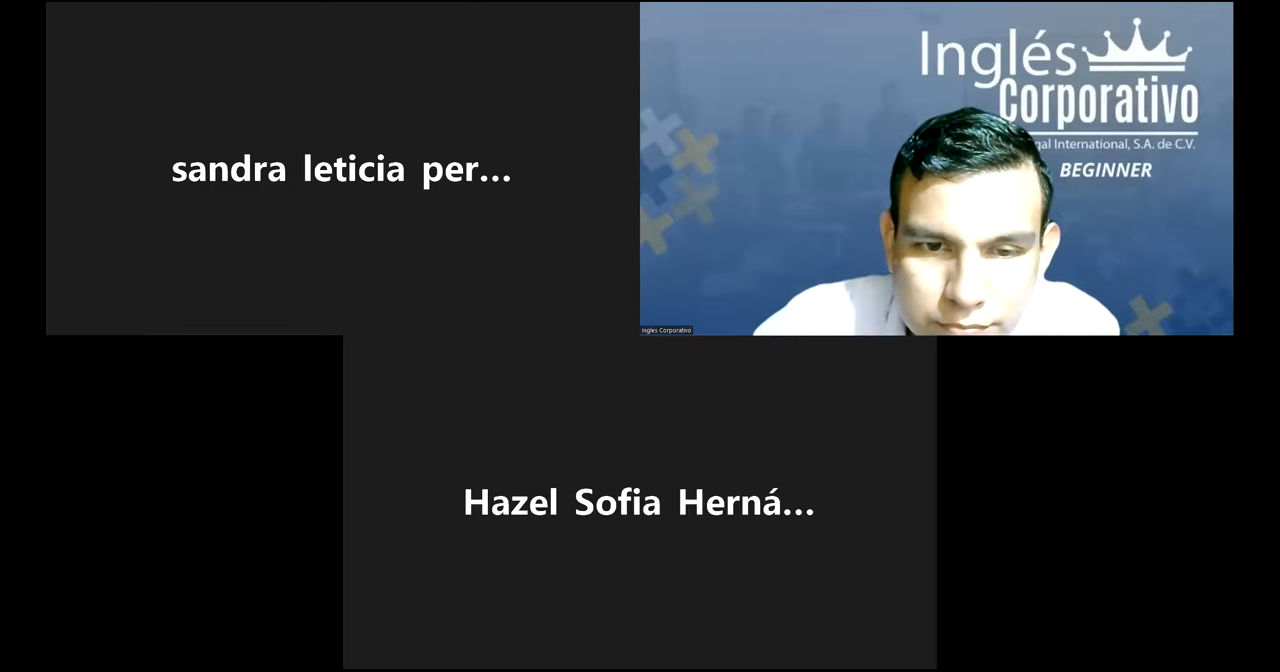 sandra leticia per...
Inglés
Corporativo
gal International, S.A. de C.V.
BEGINNER
Ingles Corporativo
Hazel Sofia Herná...